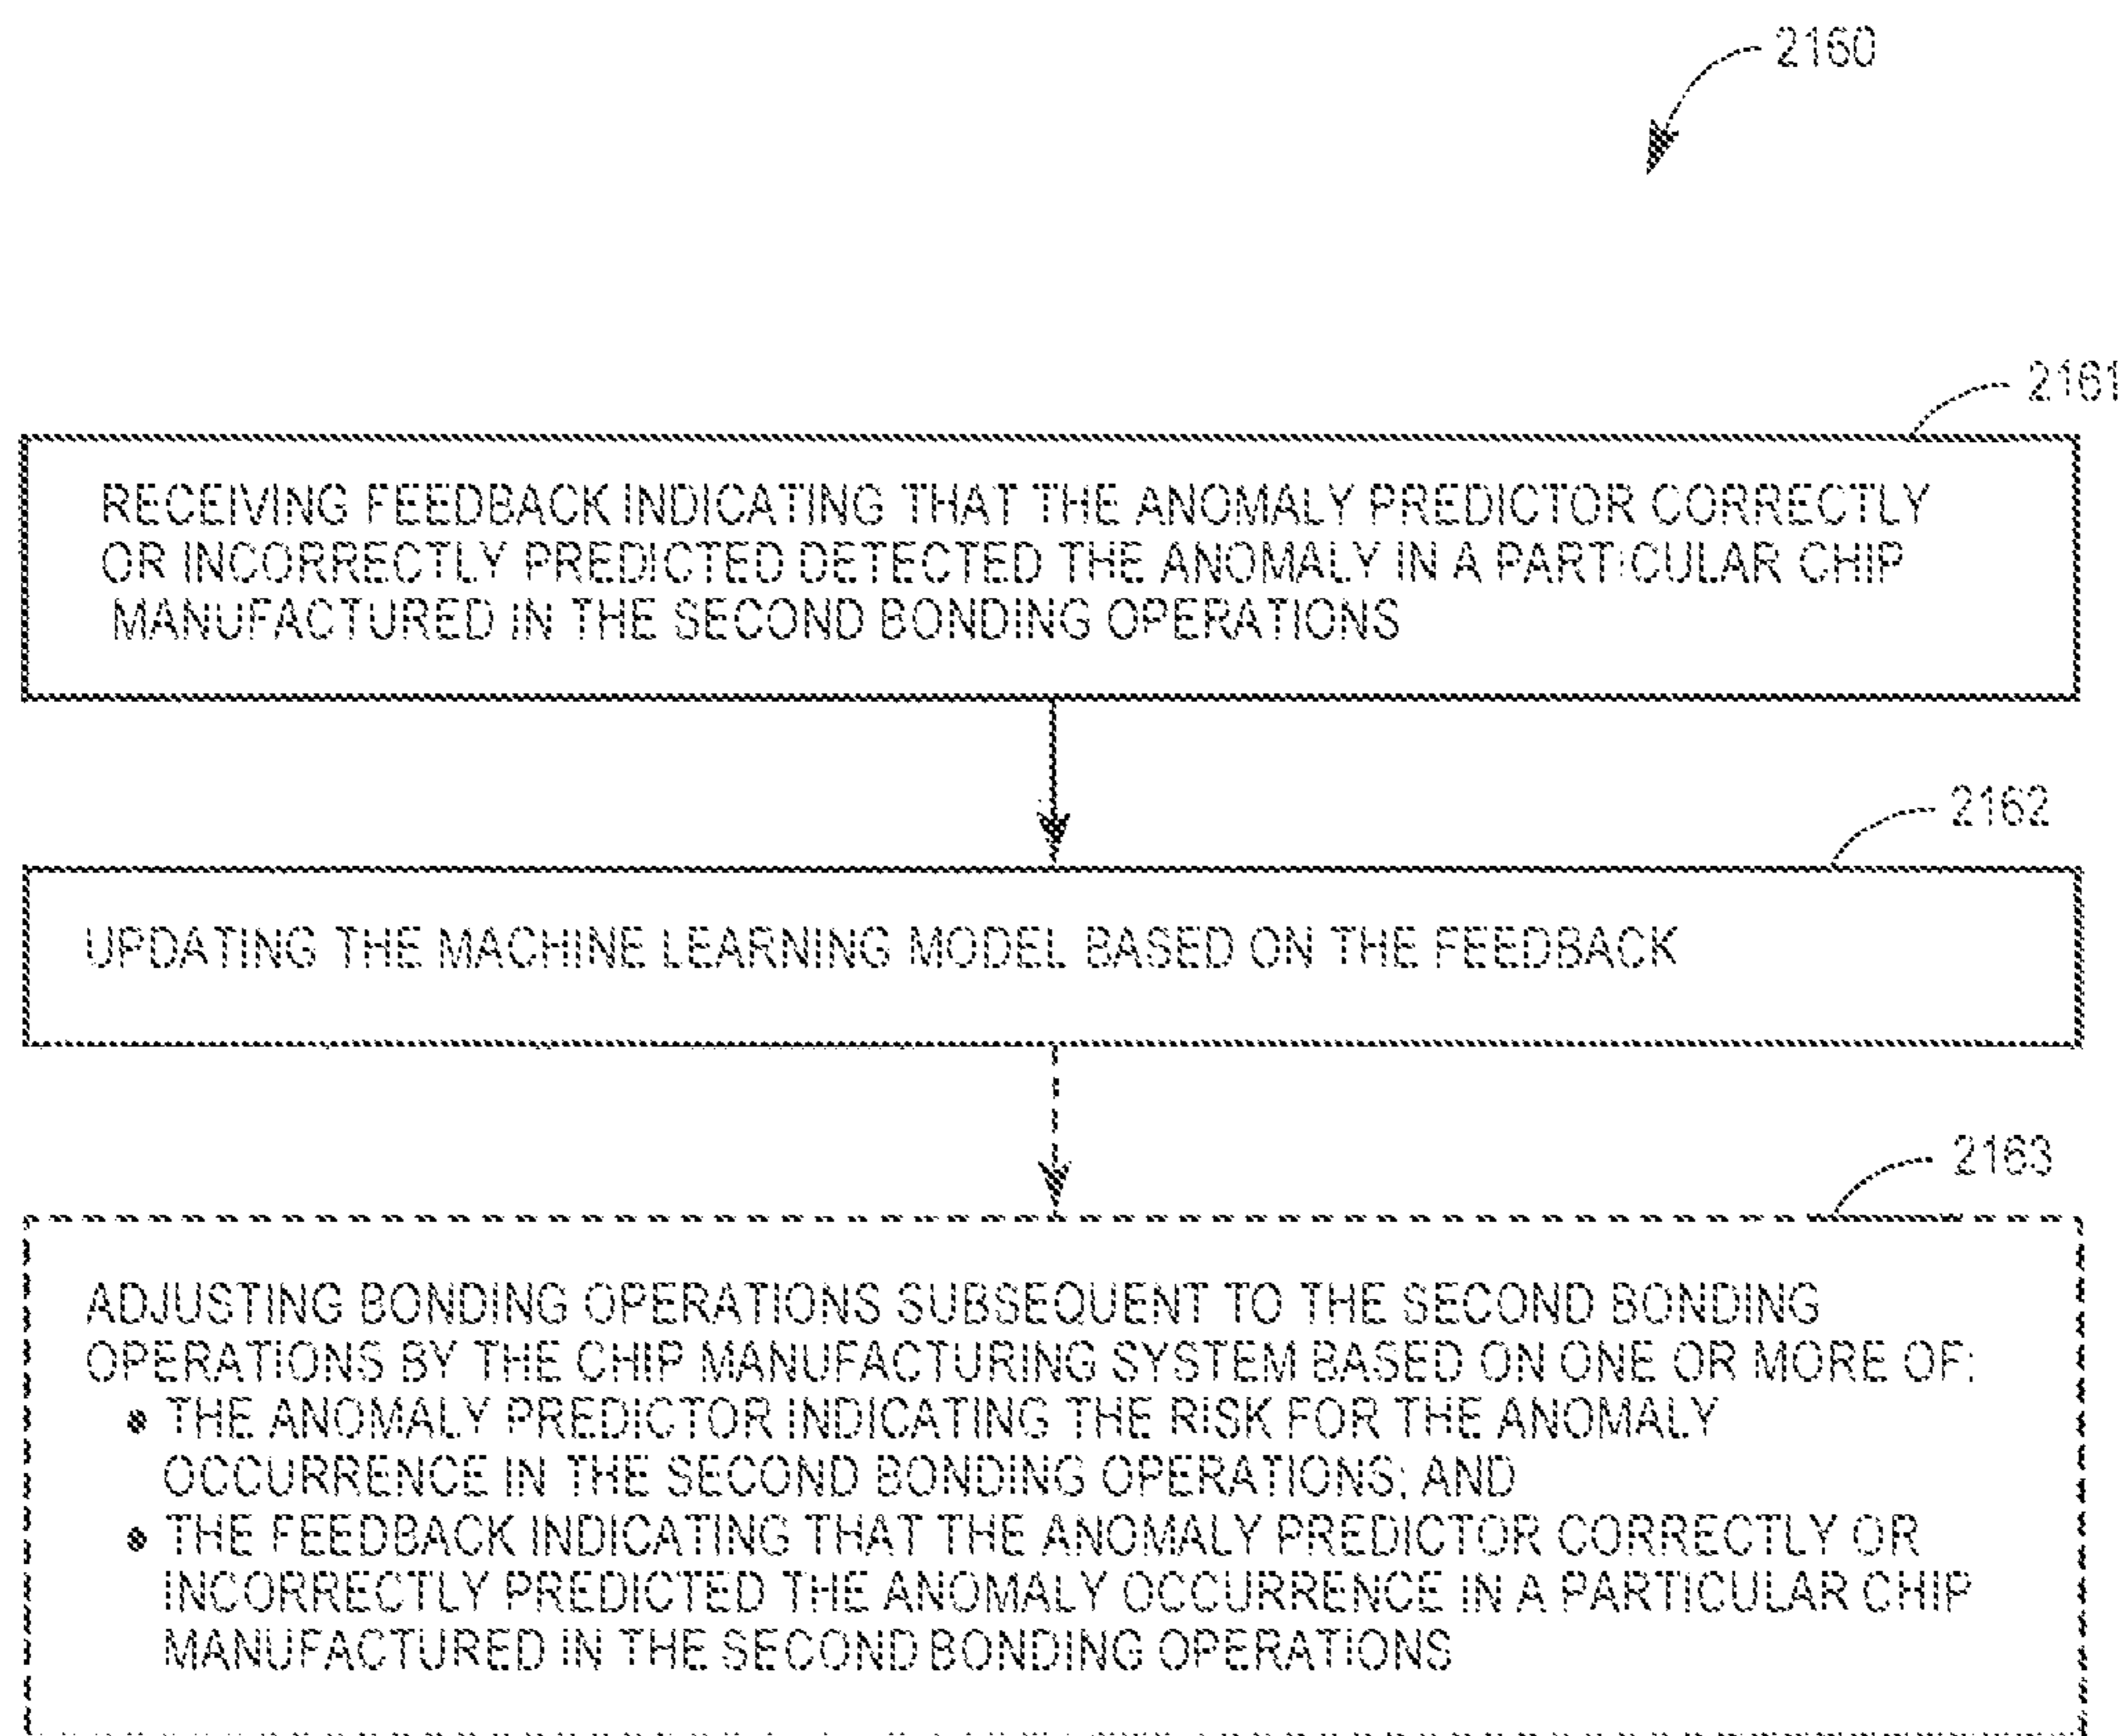 2160
2161
RECEIVING FEEDBACK INDICATING THAT THE ANOMALY PREDICTOR CORRECTLY
OR INCORRECTLY PREDICTED DETECTED THE ANOMALY IN A PARTICULAR CHIP
MANUFACTURED IN THE SECOND BONDING OPERATIONS
2162
UPDATING THE MACHINE LEARNING MODEL BASED ON THE FEEDBACK
2163
ADJUSTING BONDING OPERATIONS SUBSEQUENT TO THE SECOND BONDING
OPERATIONS BY THE CHIP MANUFACTURING SYSTEM BASED ON ONE OR MORE OF:
• THE ANOMALY PREDICTOR INDICATING THE RISK FOR THE ANOMALY
OCCURRENCE IN THE SECOND BONDING OPERATIONS; AND
• THE FEEDBACK INDICATING THAT THE ANOMALY PREDICTOR CORRECTLY OR
INCORRECTLY PREDICTED THE ANOMALY OCCURRENCE IN A PARTICULAR CHIP
MANUFACTURED IN THE SECOND BONDING OPERATIONS